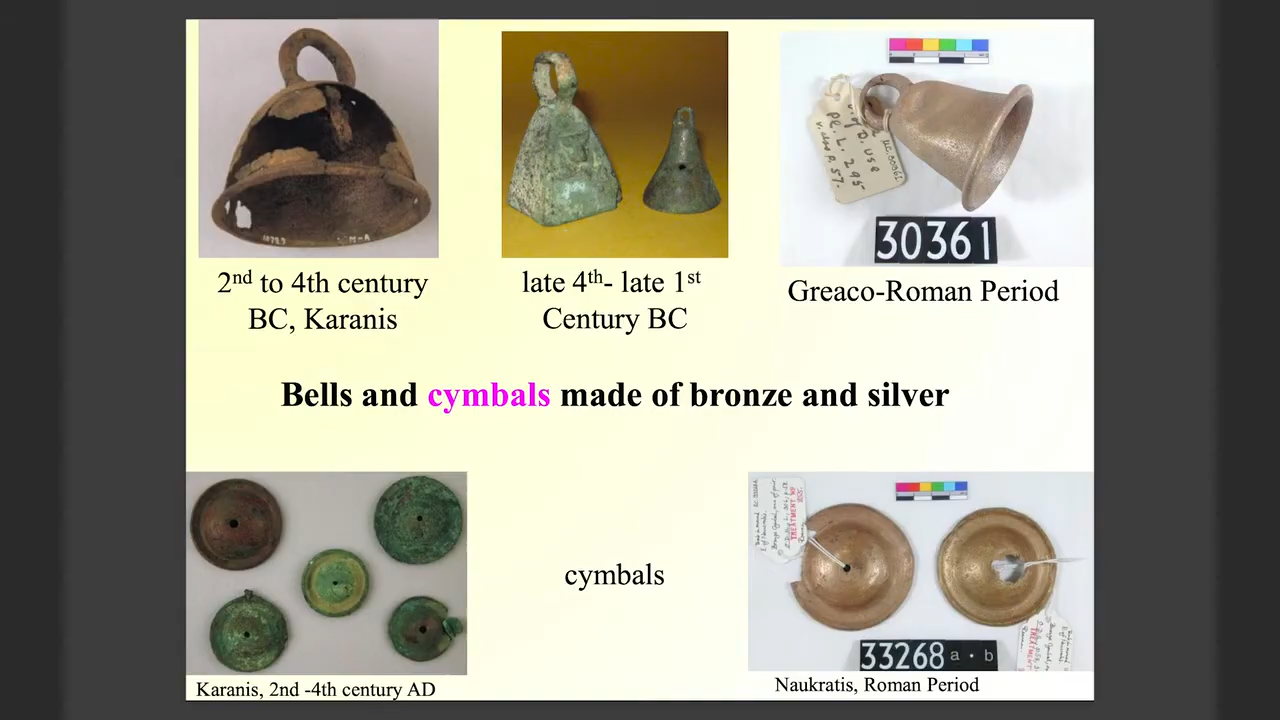 2nd to 4th century
BC, Karanis
late 4th- late 1st
Century BC
30361
Greaco-Roman Period
Bells and cymbals made of bronze and silver
cymbals
Karanis, 2nd -4th century AD
33268 a · b
Naukratis, Roman Period